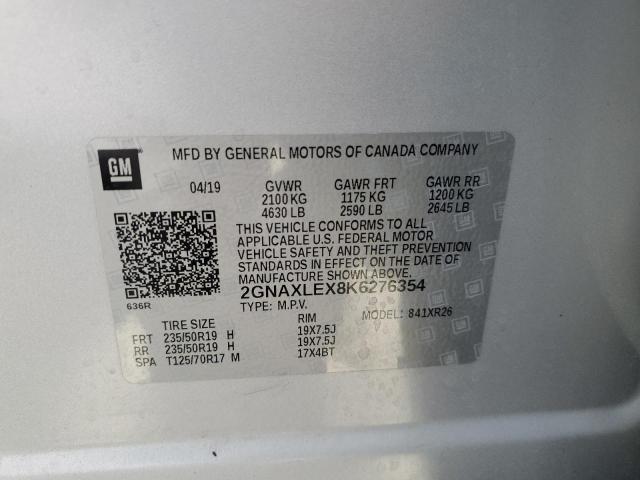 GM
MFD BY GENERAL MOTORS OF CANADA COMPANY
04/19 GVWR GAWR FRT GAWR RR
2100 KG 1175 KG 1200 KG
4630 LB 2590 LB 2645 LB
THIS VEHICLE CONFORMS TO ALL
APPLICABLE U.S. FEDERAL MOTOR
VEHICLE SAFETY AND THEFT PREVENTION
STANDARDS IN EFFECT ON THE DATE OF
MANUFACTURE SHOWN ABOVE.
2GNAXLEX8K6276354
636R TYPE: M.P.V. MODEL: 841XR26
TIRE SIZE RIM
FRT 235/50R19 H 19X7.5J
RR 235/50R19 H 19X7.5J
SPA T125/70R17 M 17X4BT